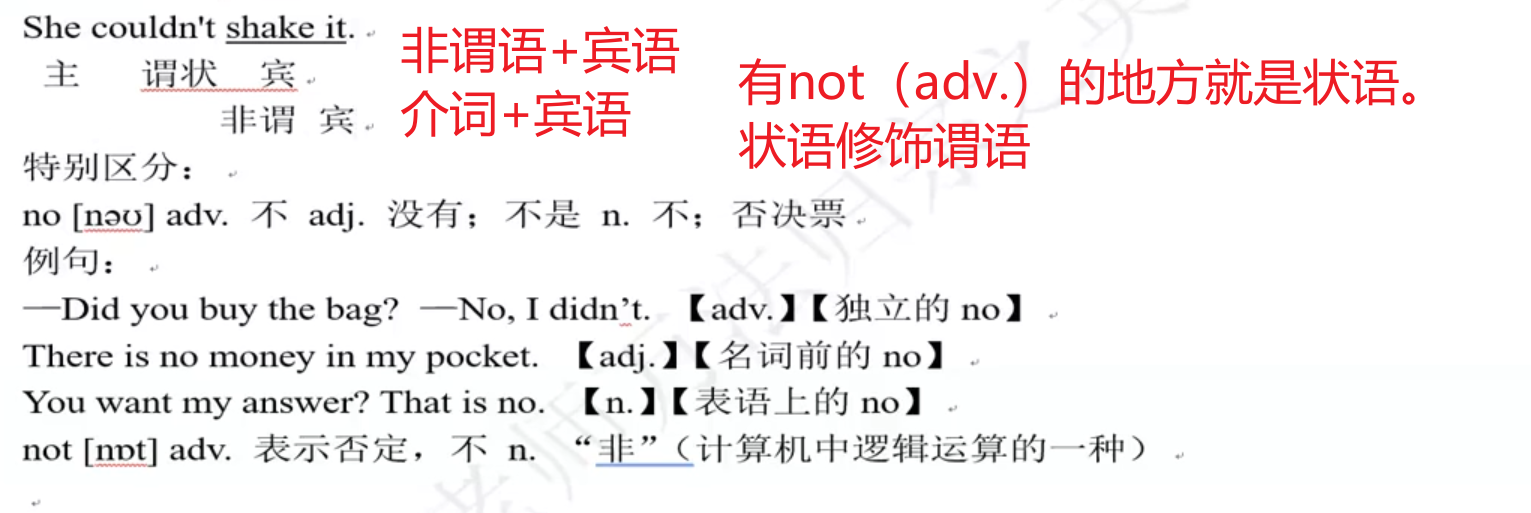 She couldn't shake it.
主 谓状 宾
非谓 宾
非谓语+宾语
介词+宾语
有not（adv.）的地方就是状语。
状语修饰谓语
特别区分：
no [nəʊ] adv. 不 adj. 没有；不是 n. 不；否决票
例句：
—Did you buy the bag? —No, I didn’t. 【adv.】【独立的 no】
There is no money in my pocket. 【adj.】【名词前的 no】
You want my answer? That is no. 【n.】【表语上的 no】
not [nɒt] adv. 表示否定，不 n. “非”（计算机中逻辑运算的一种）